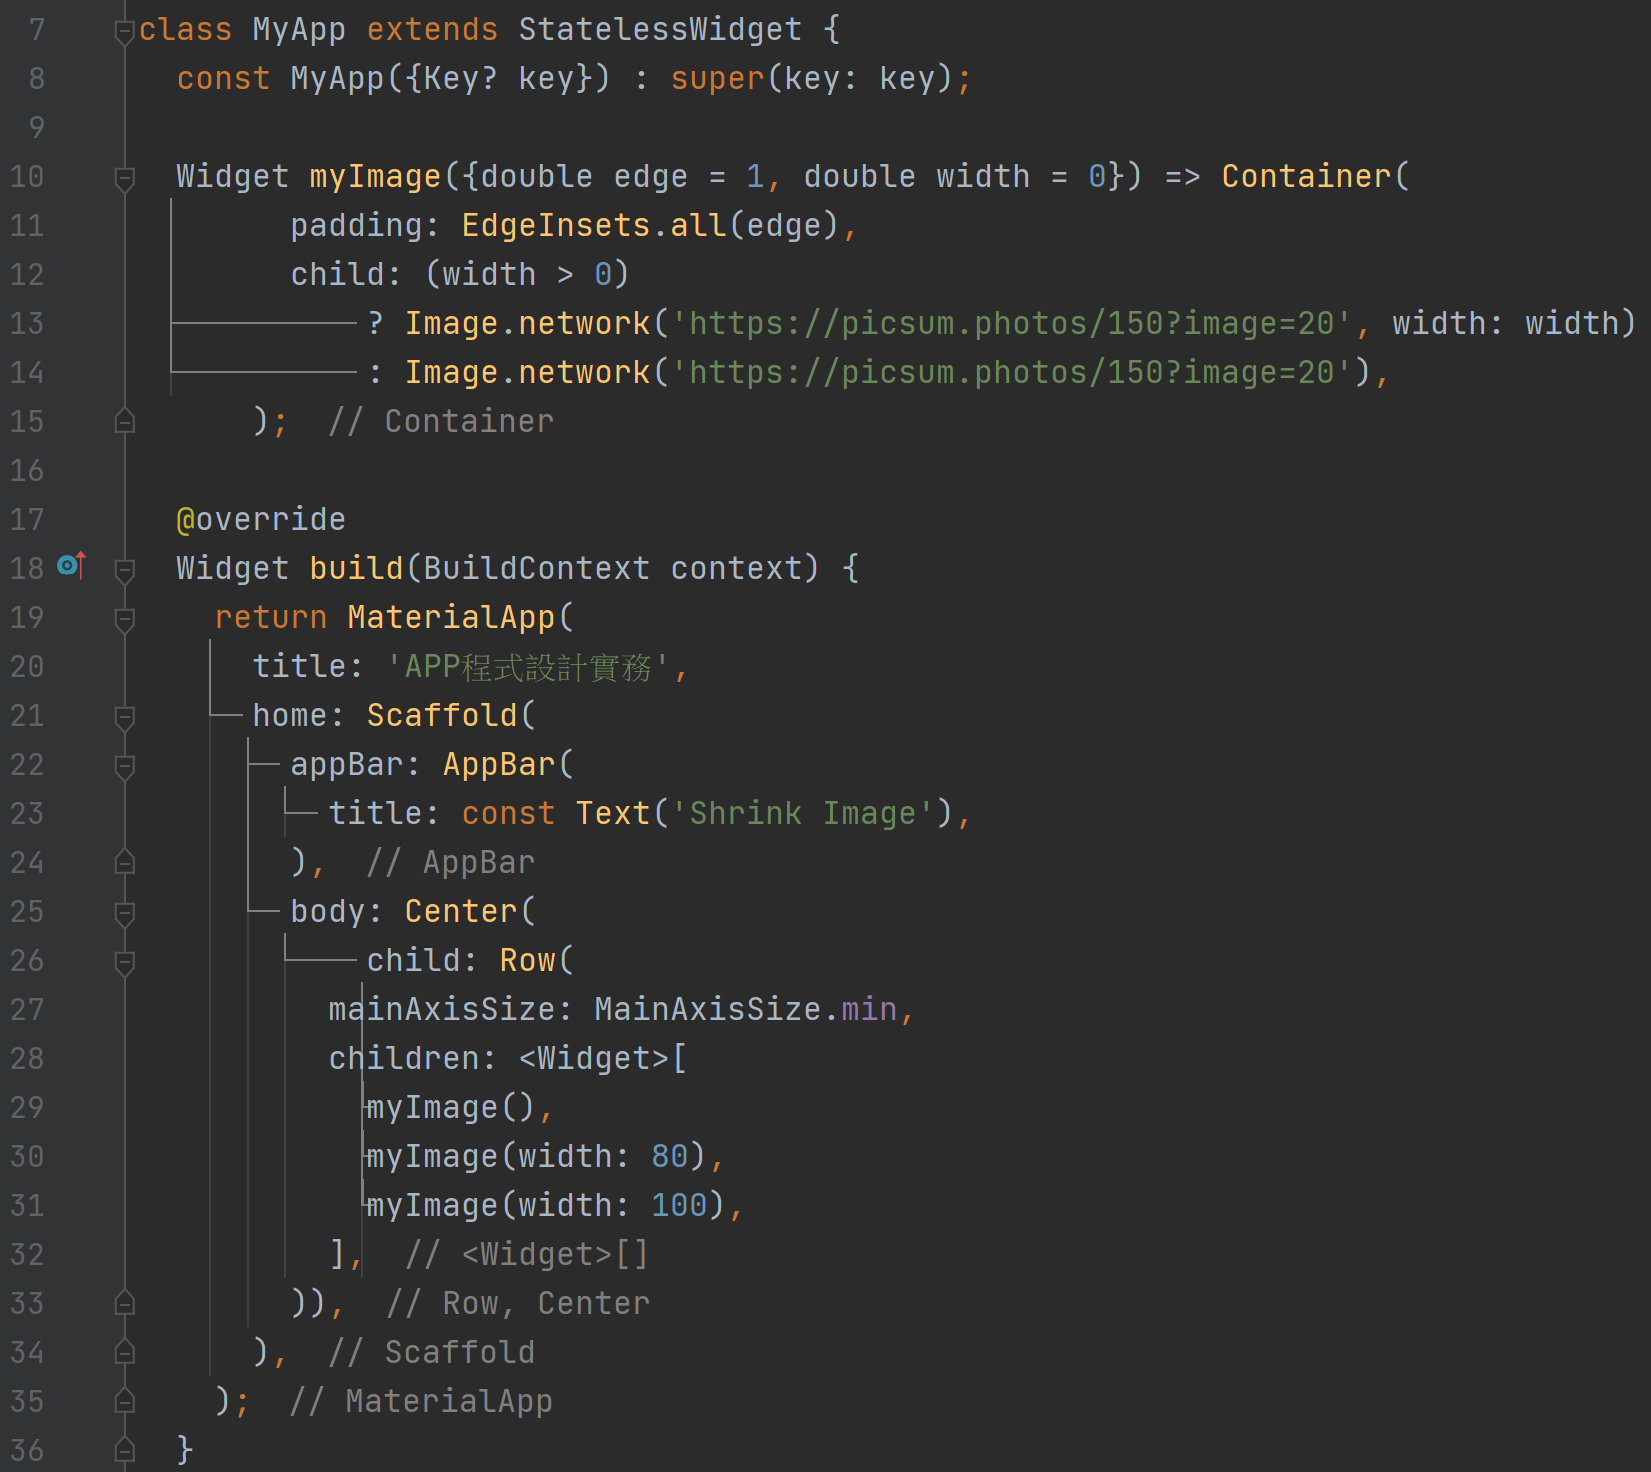 7 class MyApp extends StatelessWidget {
8   const MyApp({Key? key}) : super(key: key);
9
10   Widget myImage({double edge = 1, double width = 0}) => Container(
11         padding: EdgeInsets.all(edge),
12         child: (width > 0)
13             ? Image.network('https://picsum.photos/150?image=20', width: width)
14             : Image.network('https://picsum.photos/150?image=20'),
15       );  // Container
16
17   @override
18   Widget build(BuildContext context) {
19     return MaterialApp(
20       title: 'APP程式設計實務',
21       home: Scaffold(
22         appBar: AppBar(
23           title: const Text('Shrink Image'),
24         ),  // AppBar
25         body: Center(
26             child: Row(
27           mainAxisSize: MainAxisSize.min,
28           children: <Widget>[
29             myImage(),
30             myImage(width: 80),
31             myImage(width: 100),
32           ],  // <Widget>[]
33         )),  // Row, Center
34       ),  // Scaffold
35     );  // MaterialApp
36   }